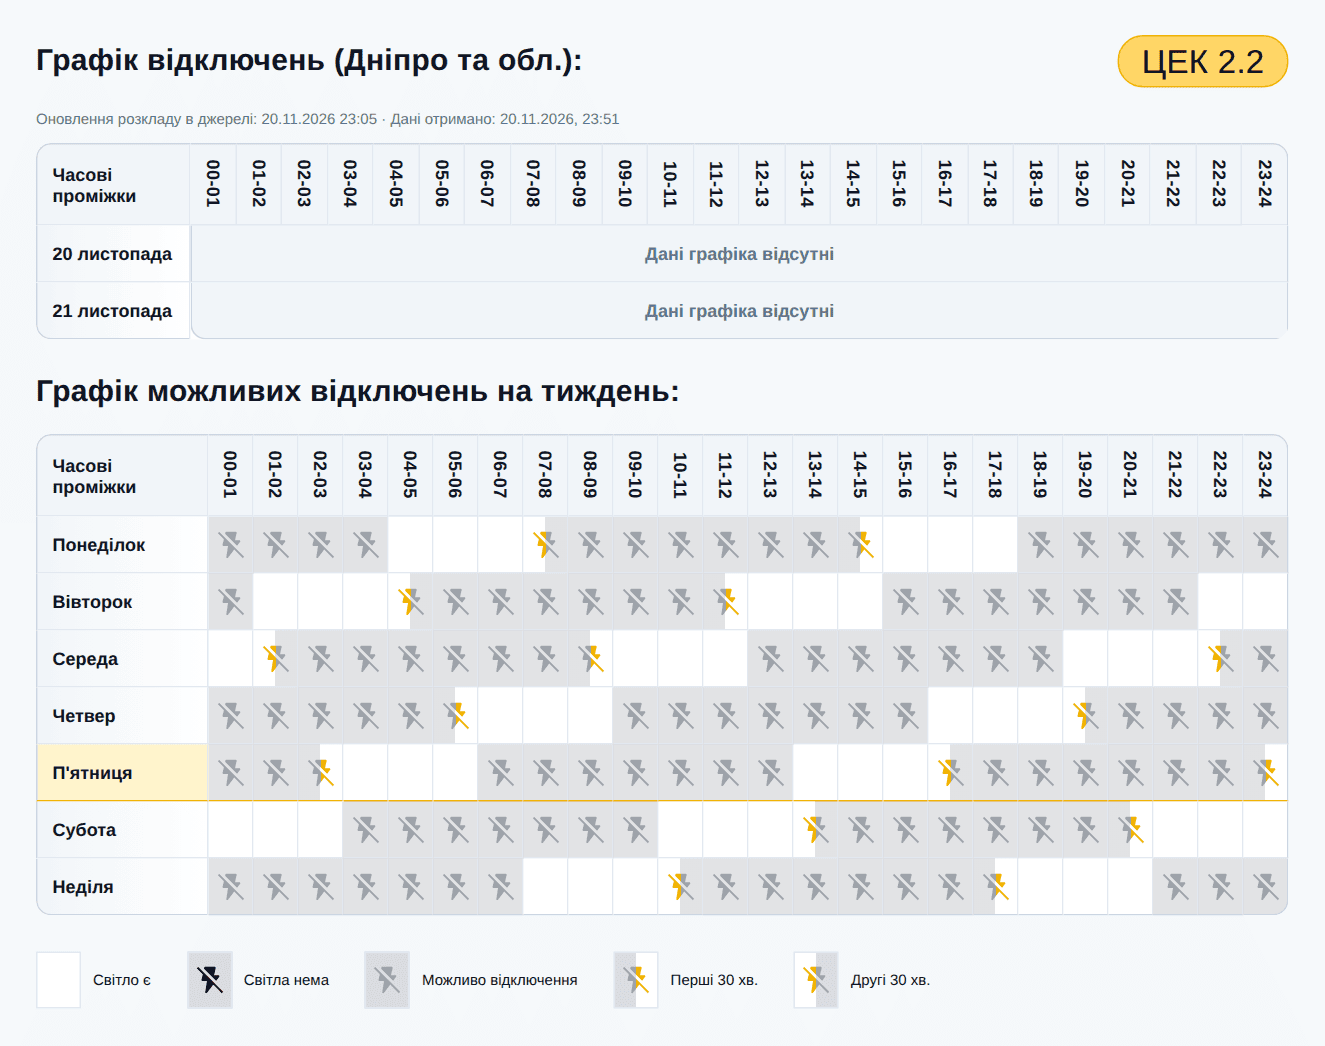 Графік відключень (Дніпро та обл.):
ЦЕК 2.2
Оновлення розкладу в джерелі: 20.11.2026 23:05 · Дані отримано: 20.11.2026, 23:51
Часові проміжки 00-01 01-02 02-03 03-04 04-05 05-06 06-07 07-08 08-09 09-10 10-11 11-12 12-13 13-14 14-15 15-16 16-17 17-18 18-19 19-20 20-21 21-22 22-23 23-24
20 листопада Дані графіка відсутні
21 листопада Дані графіка відсутні
Графік можливих відключень на тиждень:
Часові проміжки 00-01 01-02 02-03 03-04 04-05 05-06 06-07 07-08 08-09 09-10 10-11 11-12 12-13 13-14 14-15 15-16 16-17 17-18 18-19 19-20 20-21 21-22 22-23 23-24
Понеділок
Вівторок
Середа
Четвер
П'ятниця
Субота
Неділя
Світло є Світла нема Можливо відключення Перші 30 хв. Другі 30 хв.